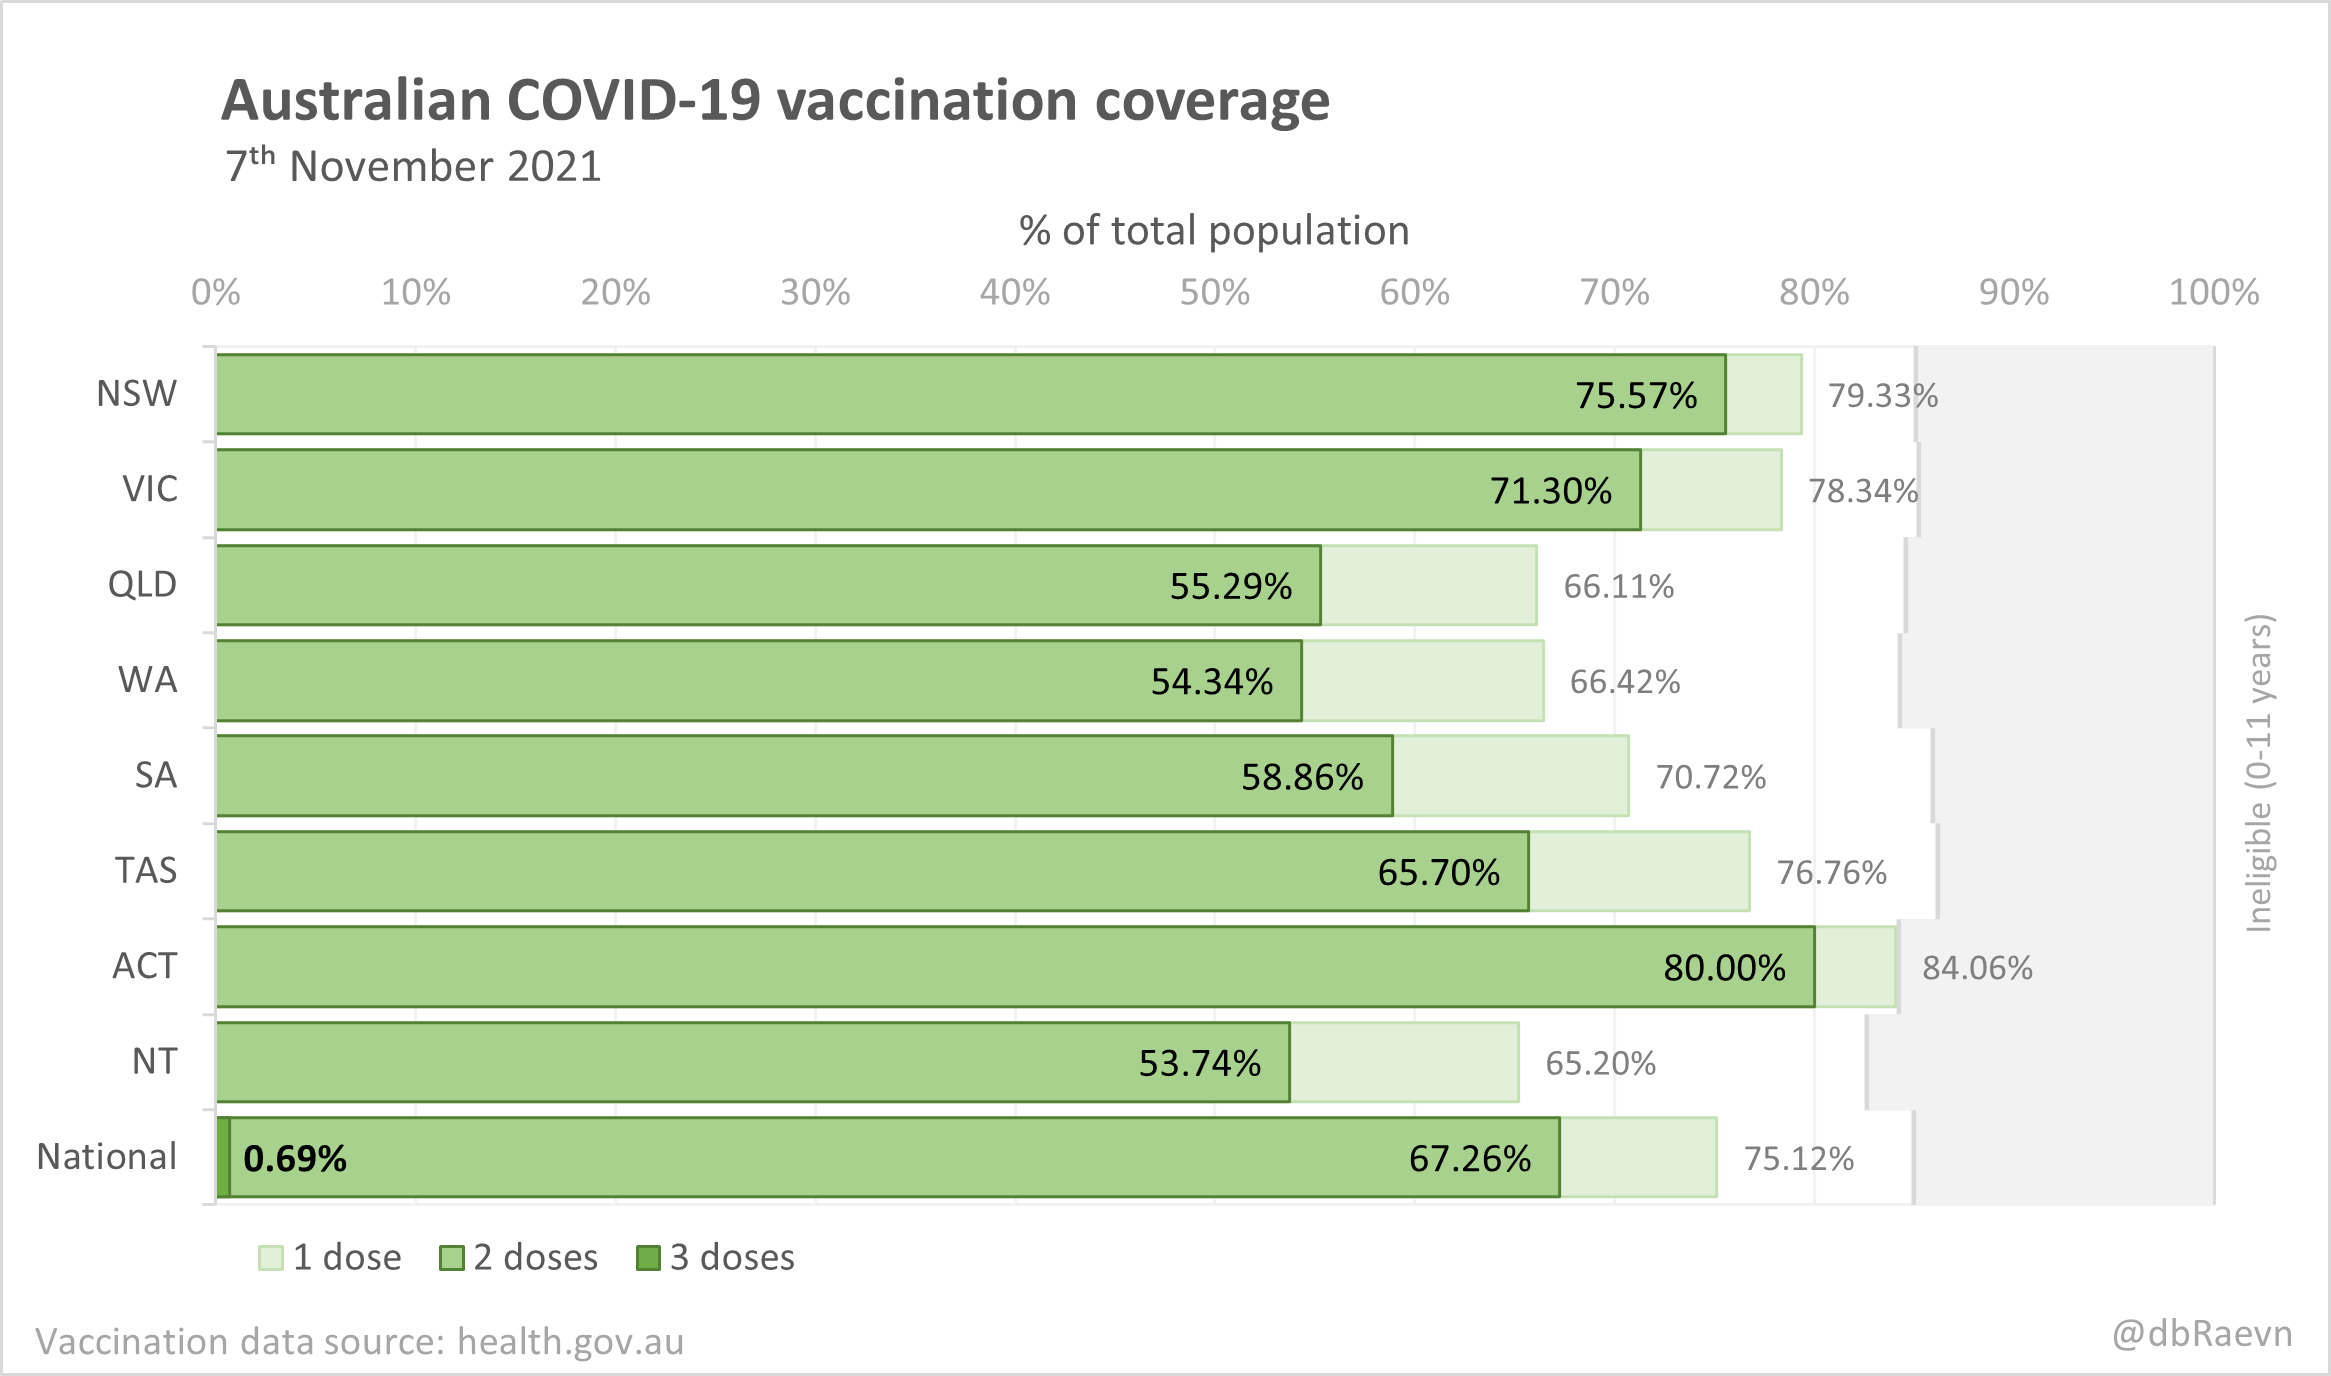 Australian COVID-19 vaccination coverage
7th November 2021
% of total population
0% 10% 20% 30% 40% 50% 60% 70% 80% 90% 100%
NSW 75.57% 79.33%
VIC 71.30% 78.34%
QLD 55.29% 66.11%
WA 54.34% 66.42%
SA 58.86% 70.72%
TAS 65.70% 76.76%
ACT 80.00% 84.06%
NT 53.74% 65.20%
National 0.69% 67.26% 75.12%
Ineligible (0-11 years)
1 dose 2 doses 3 doses
Vaccination data source: health.gov.au
@dbRaevn